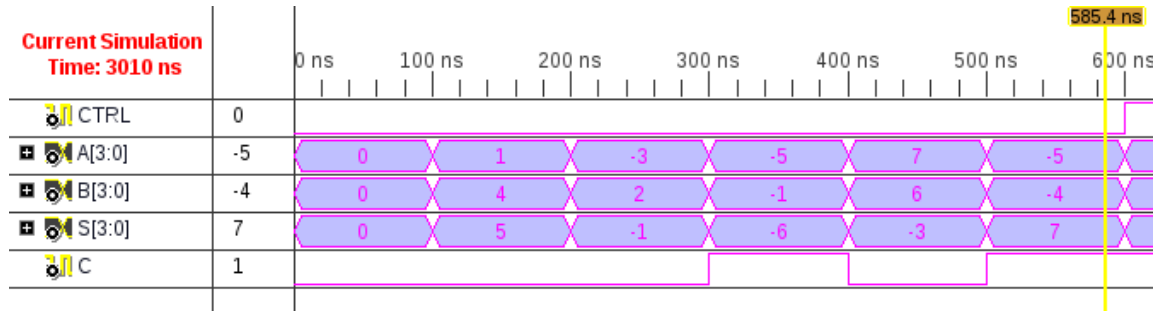 585.4 ns
Current Simulation
Time: 3010 ns
0 ns 100 ns 200 ns 300 ns 400 ns 500 ns 600 ns
CTRL 0
A[3:0] -5 0 1 -3 -5 7 -5
B[3:0] -4 0 4 2 -1 6 -4
S[3:0] 7 0 5 -1 -6 -3 7
C 1